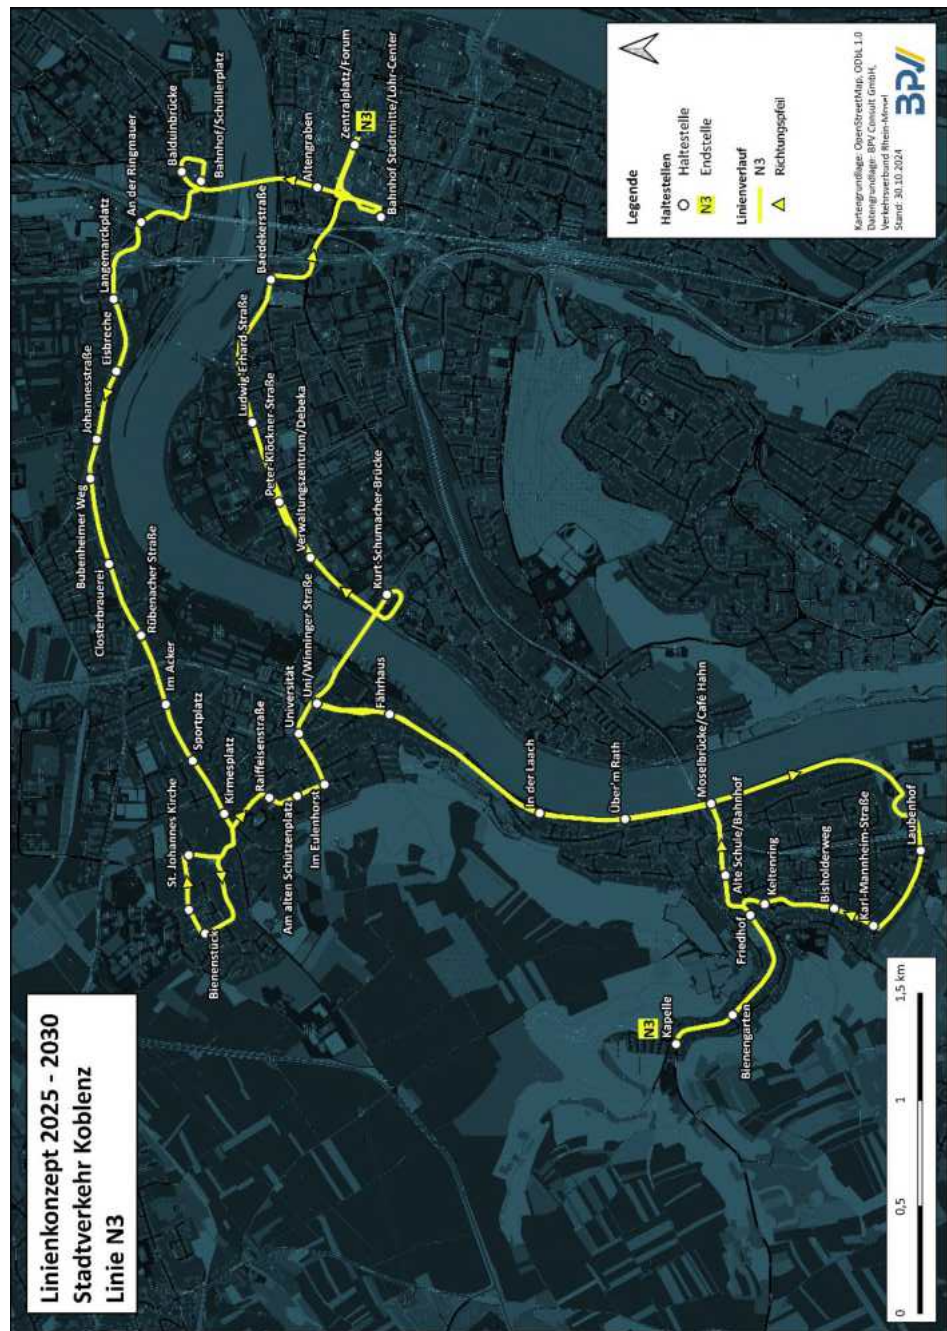 Linienkonzept 2025 - 2030
Stadtverkehr Koblenz
Linie N3
Bienenstück
St. Johannes Kirche
Kirmesplatz
Sportplatz
Im Acker
Rübenacher Straße
Closterbrauerei
Bubenheimer Weg
Johannesstraße
Eisbreche
Langemarckplatz
An der Ringmauer
Balduinbrücke
Bahnhof/Schüllerplatz
Raiffeisenstraße
Am alten Schützenplatz
Im Eulenhorst
Universität
Uni/Winninger Straße
Kurt-Schumacher-Brücke
Verwaltungszentrum/Debeka
Peter-Klöckner-Straße
Ludwig-Erhard-Straße
Baedekerstraße
Altengraben
Zentralplatz/Forum
N3
Bahnhof Stadtmitte/Löhr-Center
Fährhaus
In der Laach
Über'm Rath
Moselbrücke/Café Hahn
Alte Schule/Bahnhof
Keltenring
Friedhof
Bisholderweg
Karl-Mannheim-Straße
Laubenhof
Bienengarten
Kapelle
N3
0
0,5
1
1,5 km
Legende
Haltestellen
Haltestelle
N3 Endstelle
Linienverlauf
N3
Richtungspfeil
Kartengrundlage: OpenStreetMap, ODbL 1.0
Datengrundlage: BPV Consult GmbH,
Verkehrsverbund Rhein-Mosel
Stand: 30.10.2024
BPV